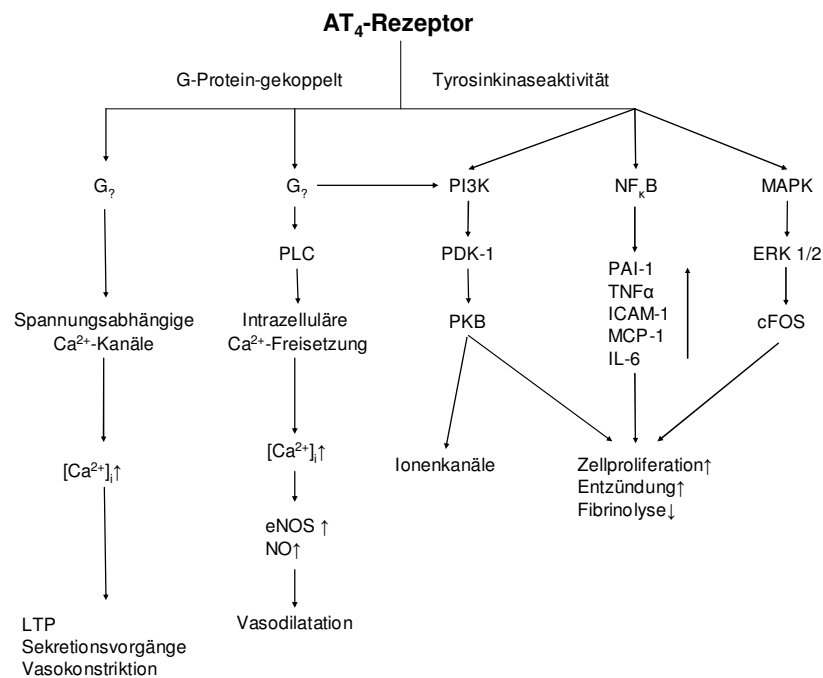 AT₄-Rezeptor
G-Protein-gekoppelt
Tyrosinkinaseaktivität
G?
G?
PI3K
NFκB
MAPK
PLC
PDK-1
ERK 1/2
PAI-1
TNFα
ICAM-1
MCP-1
IL-6
Spannungsabhängige
Ca²⁺-Kanäle
Intrazelluläre
Ca²⁺-Freisetzung
PKB
cFOS
[Ca²⁺]ᵢ↑
[Ca²⁺]ᵢ↑
Ionenkanäle
Zellproliferation↑
Entzündung↑
Fibrinolyse↓
eNOS ↑
NO↑
LTP
Sekretionsvorgänge
Vasokonstriktion
Vasodilatation